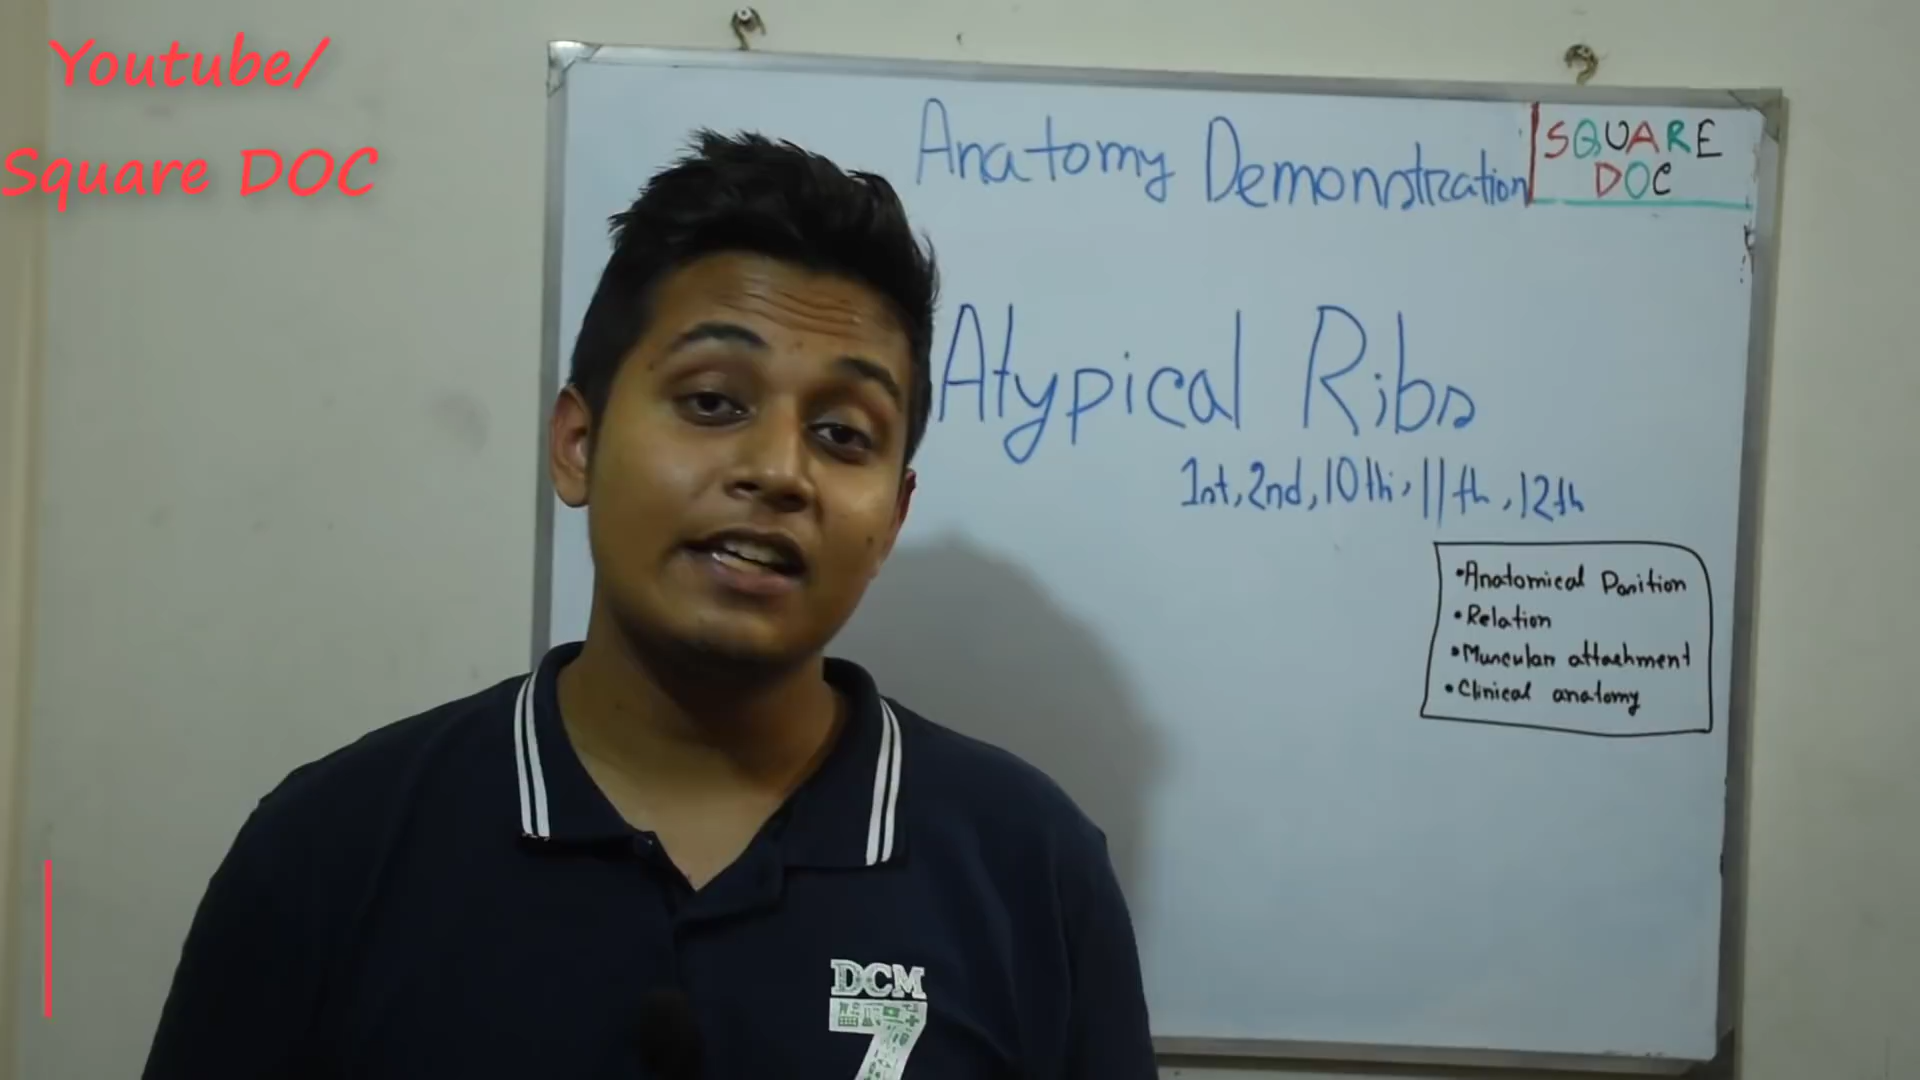 Youtube/
Square DOC
Anatomy Demonstration
SQUARE
DOC
Atypical Ribs
1st, 2nd, 10th, 11th, 12th
•Anatomical Position
•Relation
•Muscular attachment
•Clinical anatomy
DCM
7